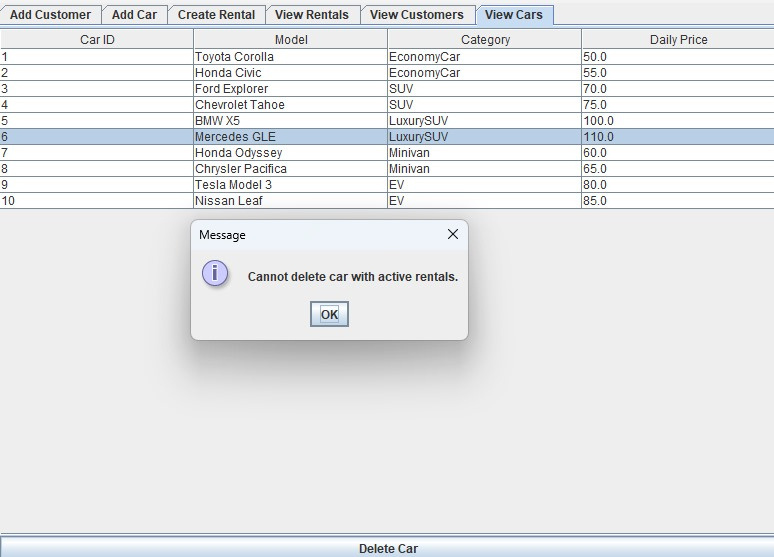 Add Customer Add Car Create Rental View Rentals View Customers View Cars
Car ID Model Category Daily Price
1 Toyota Corolla EconomyCar 50.0
2 Honda Civic EconomyCar 55.0
3 Ford Explorer SUV 70.0
4 Chevrolet Tahoe SUV 75.0
5 BMW X5 LuxurySUV 100.0
6 Mercedes GLE LuxurySUV 110.0
7 Honda Odyssey Minivan 60.0
8 Chrysler Pacifica Minivan 65.0
9 Tesla Model 3 EV 80.0
10 Nissan Leaf EV 85.0
Message
Cannot delete car with active rentals.
OK
Delete Car